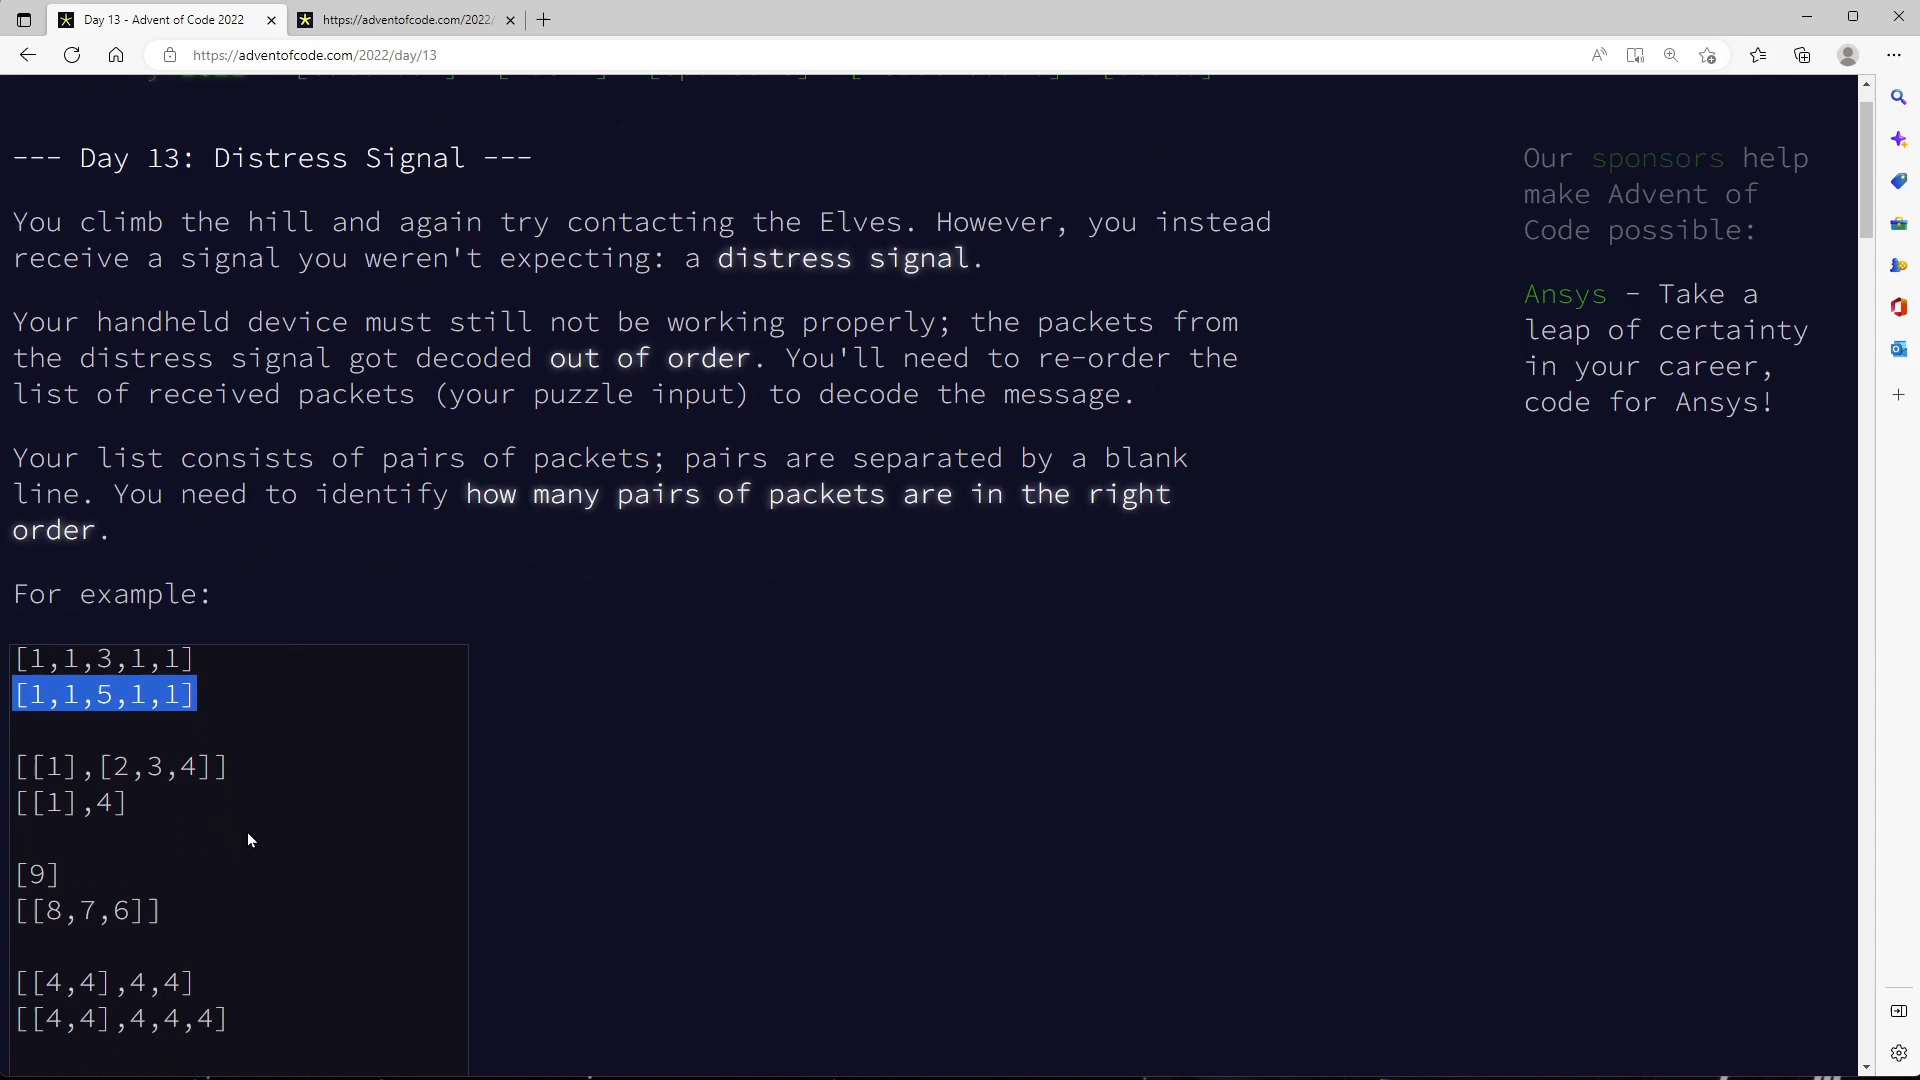 Day 13 - Advent of Code 2022
https://adventofcode.com/2022/
https://adventofcode.com/2022/day/13
--- Day 13: Distress Signal ---
You climb the hill and again try contacting the Elves. However, you instead
receive a signal you weren't expecting: a distress signal.
Your handheld device must still not be working properly; the packets from
the distress signal got decoded out of order. You'll need to re-order the
list of received packets (your puzzle input) to decode the message.
Your list consists of pairs of packets; pairs are separated by a blank
line. You need to identify how many pairs of packets are in the right
order.
For example:
[1,1,3,1,1]
[1,1,5,1,1]
[[1],[2,3,4]]
[[1],4]
[9]
[[8,7,6]]
[[4,4],4,4]
[[4,4],4,4,4]
Our sponsors help
make Advent of
Code possible:
Ansys - Take a
leap of certainty
in your career,
code for Ansys!